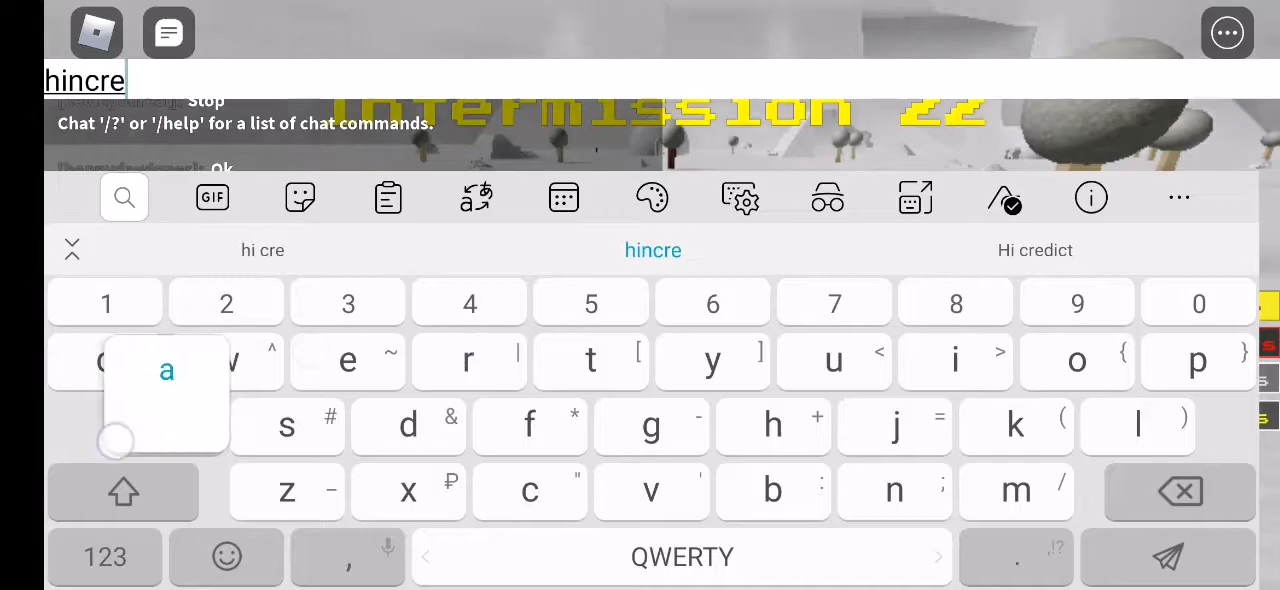 hincre
Stop
Intermission 22
Chat '/?' or '/help' for a list of chat commands.
Ok
GIF
hi cre
hincre
Hi credict
1 2 3 4 5 6 7 8 9 0
w ^ e ~ r | t [ y ] u < i > o { p }
a
s # d & f * g - h + j = k ( l )
z _ x ₽ c " v ' b : n ; m /
123 , QWERTY . ,!?